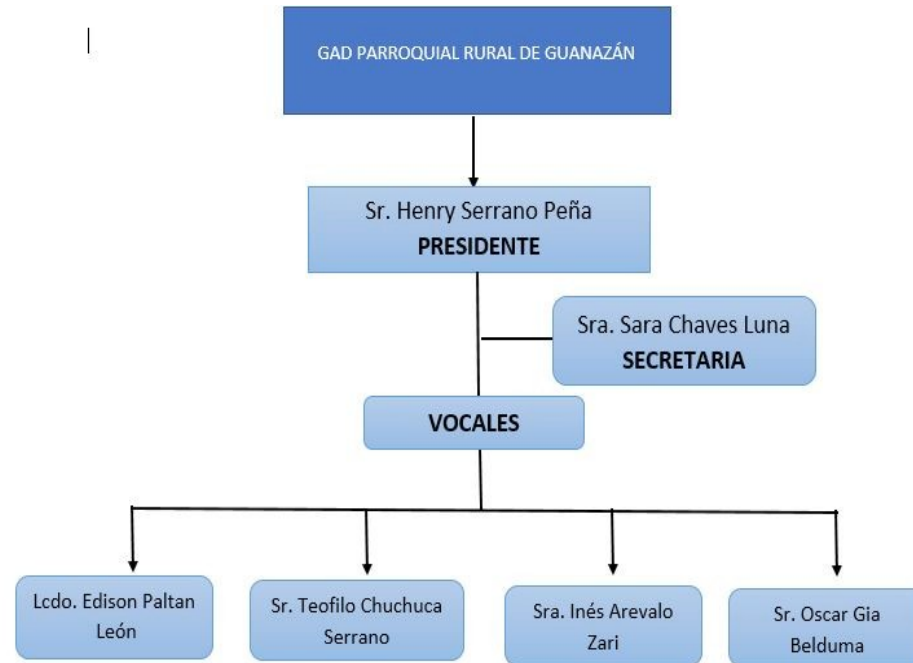 GAD PARROQUIAL RURAL DE GUANAZÁN
Sr. Henry Serrano Peña
PRESIDENTE
Sra. Sara Chaves Luna
SECRETARIA
VOCALES
Lcdo. Edison Paltan
León
Sr. Teofilo Chuchuca
Serrano
Sra. Inés Arevalo
Zari
Sr. Oscar Gia
Belduma